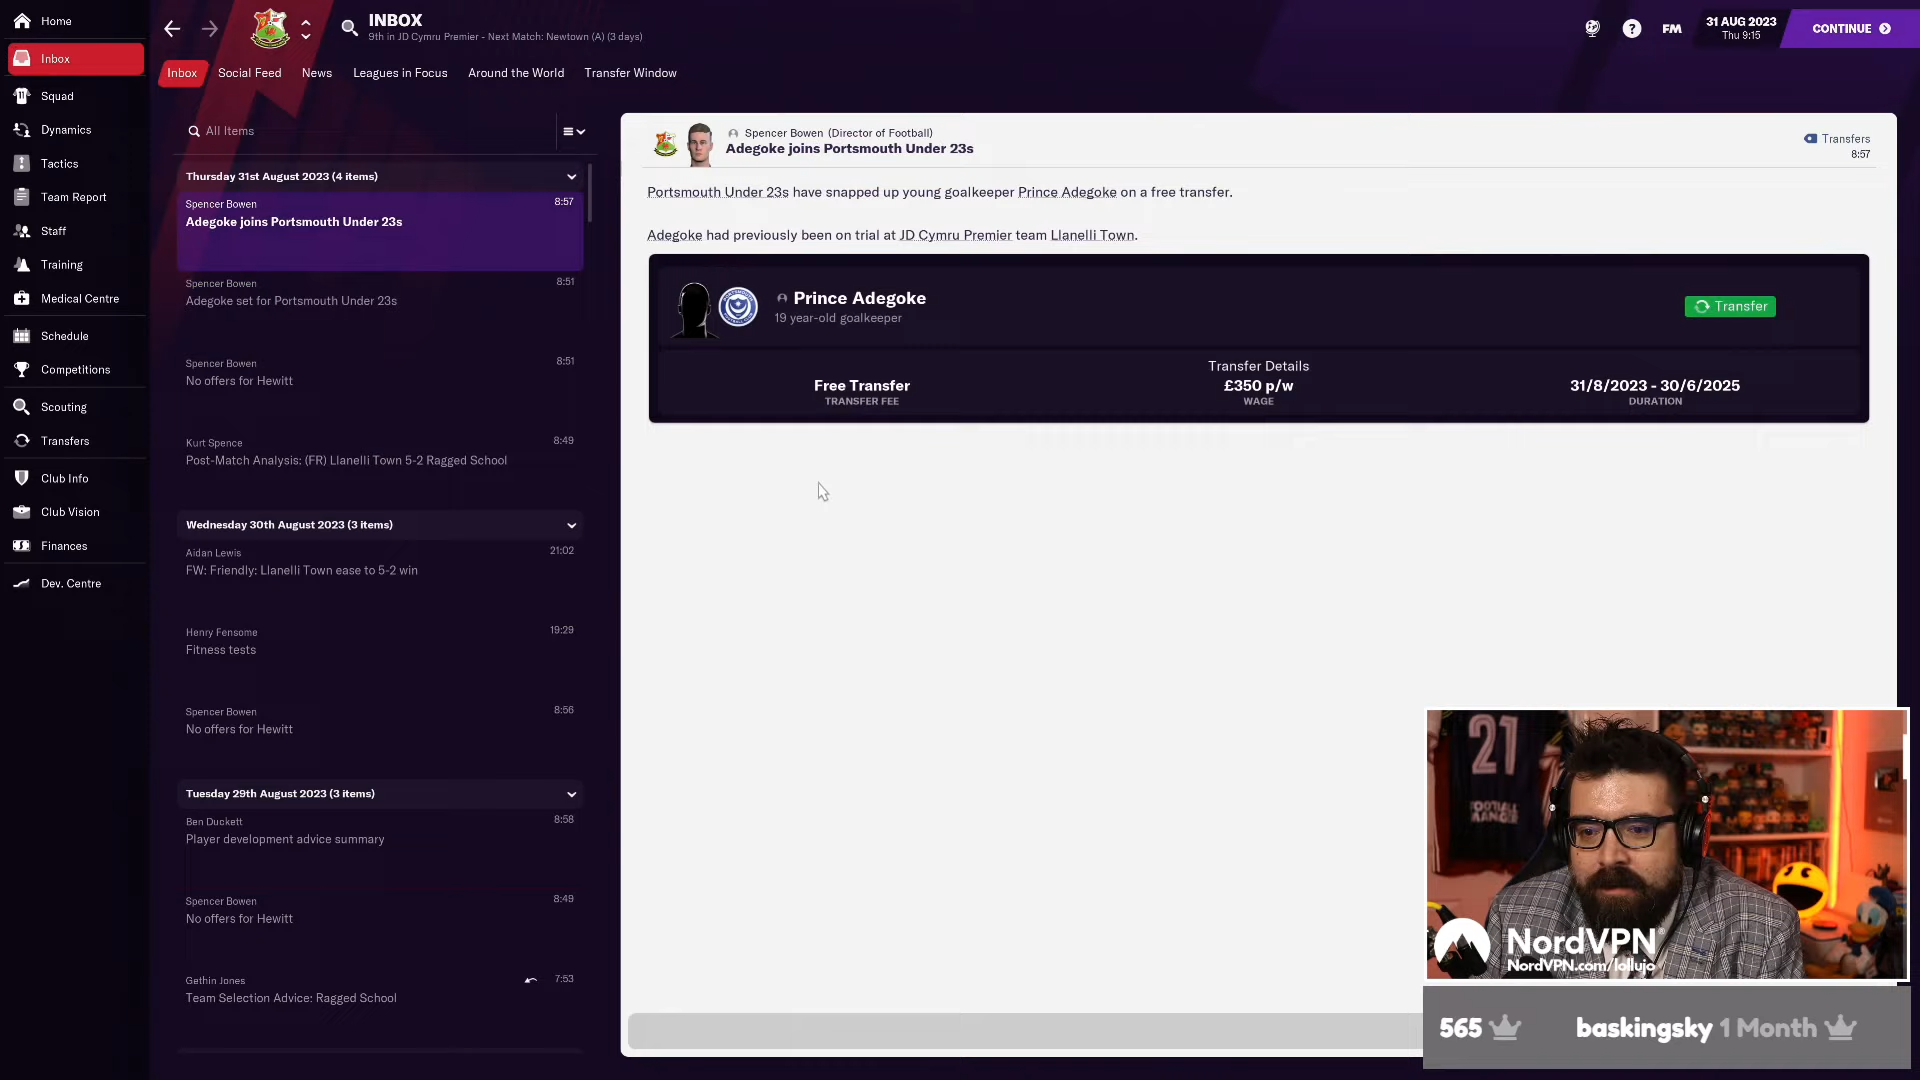 Home
Inbox
Squad
Dynamics
Tactics
Team Report
Staff
Training
Medical Centre
Schedule
Competitions
Scouting
Transfers
Club Info
Club Vision
Finances
Dev. Centre
INBOX
9th in JD Cymru Premier - Next Match: Newtown (A) (3 days)
FM
31 AUG 2023
Thu 9:15
CONTINUE
Inbox Social Feed News Leagues in Focus Around the World Transfer Window
All Items
Thursday 31st August 2023 (4 items)
Spencer Bowen 8:57
Adegoke joins Portsmouth Under 23s
Spencer Bowen 8:51
Adegoke set for Portsmouth Under 23s
Spencer Bowen 8:51
No offers for Hewitt
Kurt Spence 8:49
Post-Match Analysis: (FR) Llanelli Town 5-2 Ragged School
Wednesday 30th August 2023 (3 items)
Aidan Lewis 21:02
FW: Friendly: Llanelli Town ease to 5-2 win
Henry Fensome 19:29
Fitness tests
Spencer Bowen 8:56
No offers for Hewitt
Tuesday 29th August 2023 (3 items)
Ben Duckett 8:58
Player development advice summary
Spencer Bowen 8:49
No offers for Hewitt
Gethin Jones 7:53
Team Selection Advice: Ragged School
Spencer Bowen (Director of Football)
Adegoke joins Portsmouth Under 23s
Transfers
8:57
Portsmouth Under 23s have snapped up young goalkeeper Prince Adegoke on a free transfer.
Adegoke had previously been on trial at JD Cymru Premier team Llanelli Town.
Prince Adegoke
19 year-old goalkeeper
Transfer
Transfer Details
Free Transfer £350 p/w 31/8/2023 - 30/6/2025
TRANSFER FEE WAGE DURATION
21
FOOTBALL
NordVPN
NordVPN.com/lollujo
565 baskingsky 1 Month